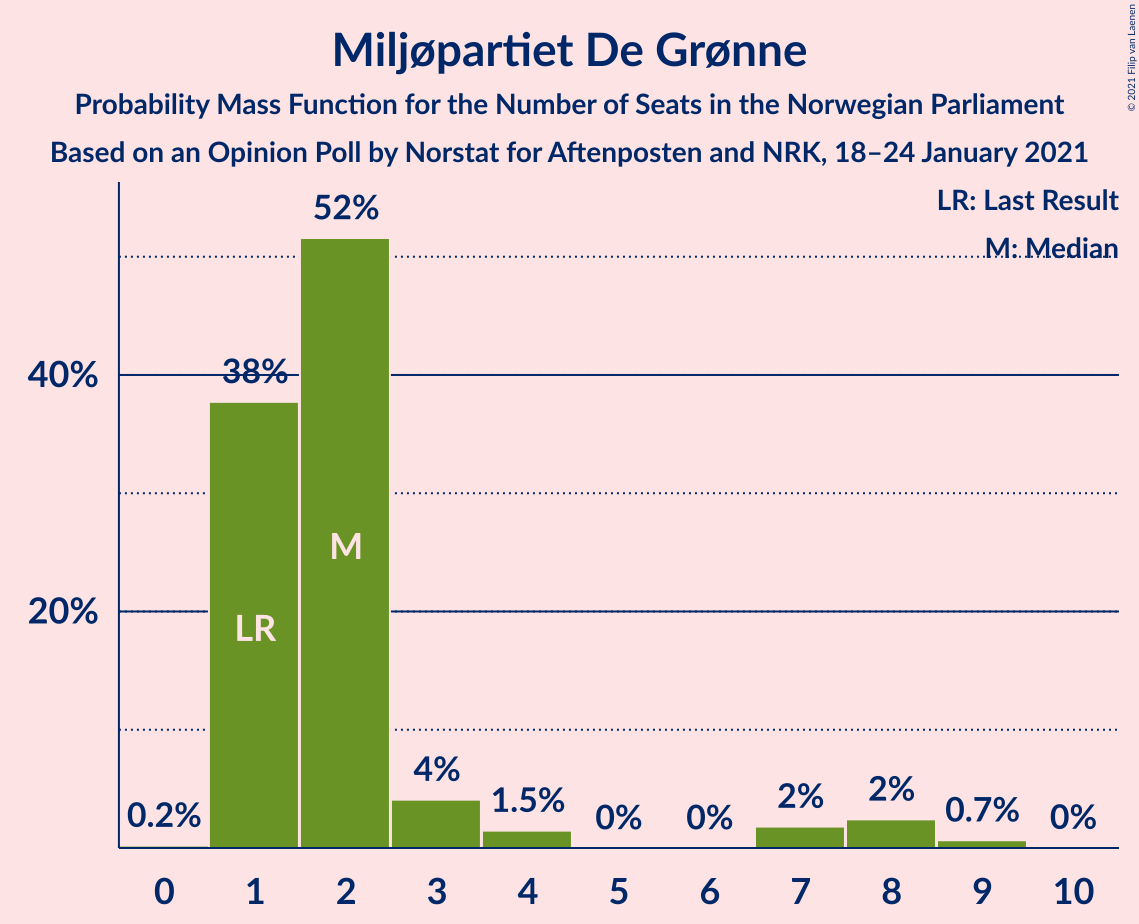 Miljøpartiet De Grønne
Probability Mass Function for the Number of Seats in the Norwegian Parliament
Based on an Opinion Poll by Norstat for Aftenposten and NRK, 18–24 January 2021
© 2021 Filip van Laenen
LR: Last Result
M: Median
52%
40%
38%
M
20%
LR
4%
1.5%
0.2%
0%
0%
2%
2%
0.7%
0%
0 1 2 3 4 5 6 7 8 9 10